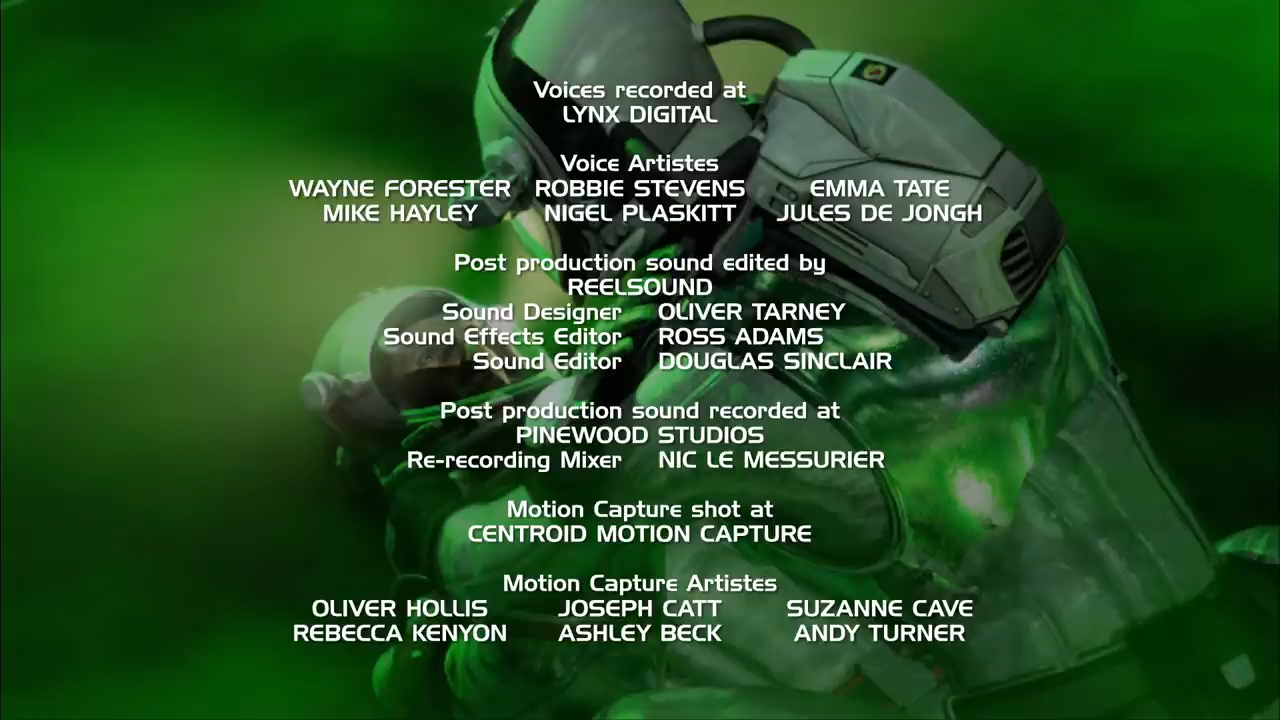 Voices recorded at
LYNX DIGITAL
Voice Artistes
WAYNE FORESTER ROBBIE STEVENS EMMA TATE
MIKE HAYLEY NIGEL PLASKITT JULES DE JONGH
Post production sound edited by
REELSOUND
Sound Designer OLIVER TARNEY
Sound Effects Editor ROSS ADAMS
Sound Editor DOUGLAS SINCLAIR
Post production sound recorded at
PINEWOOD STUDIOS
Re-recording Mixer NIC LE MESSURIER
Motion Capture shot at
CENTROID MOTION CAPTURE
Motion Capture Artistes
OLIVER HOLLIS JOSEPH CATT SUZANNE CAVE
REBECCA KENYON ASHLEY BECK ANDY TURNER